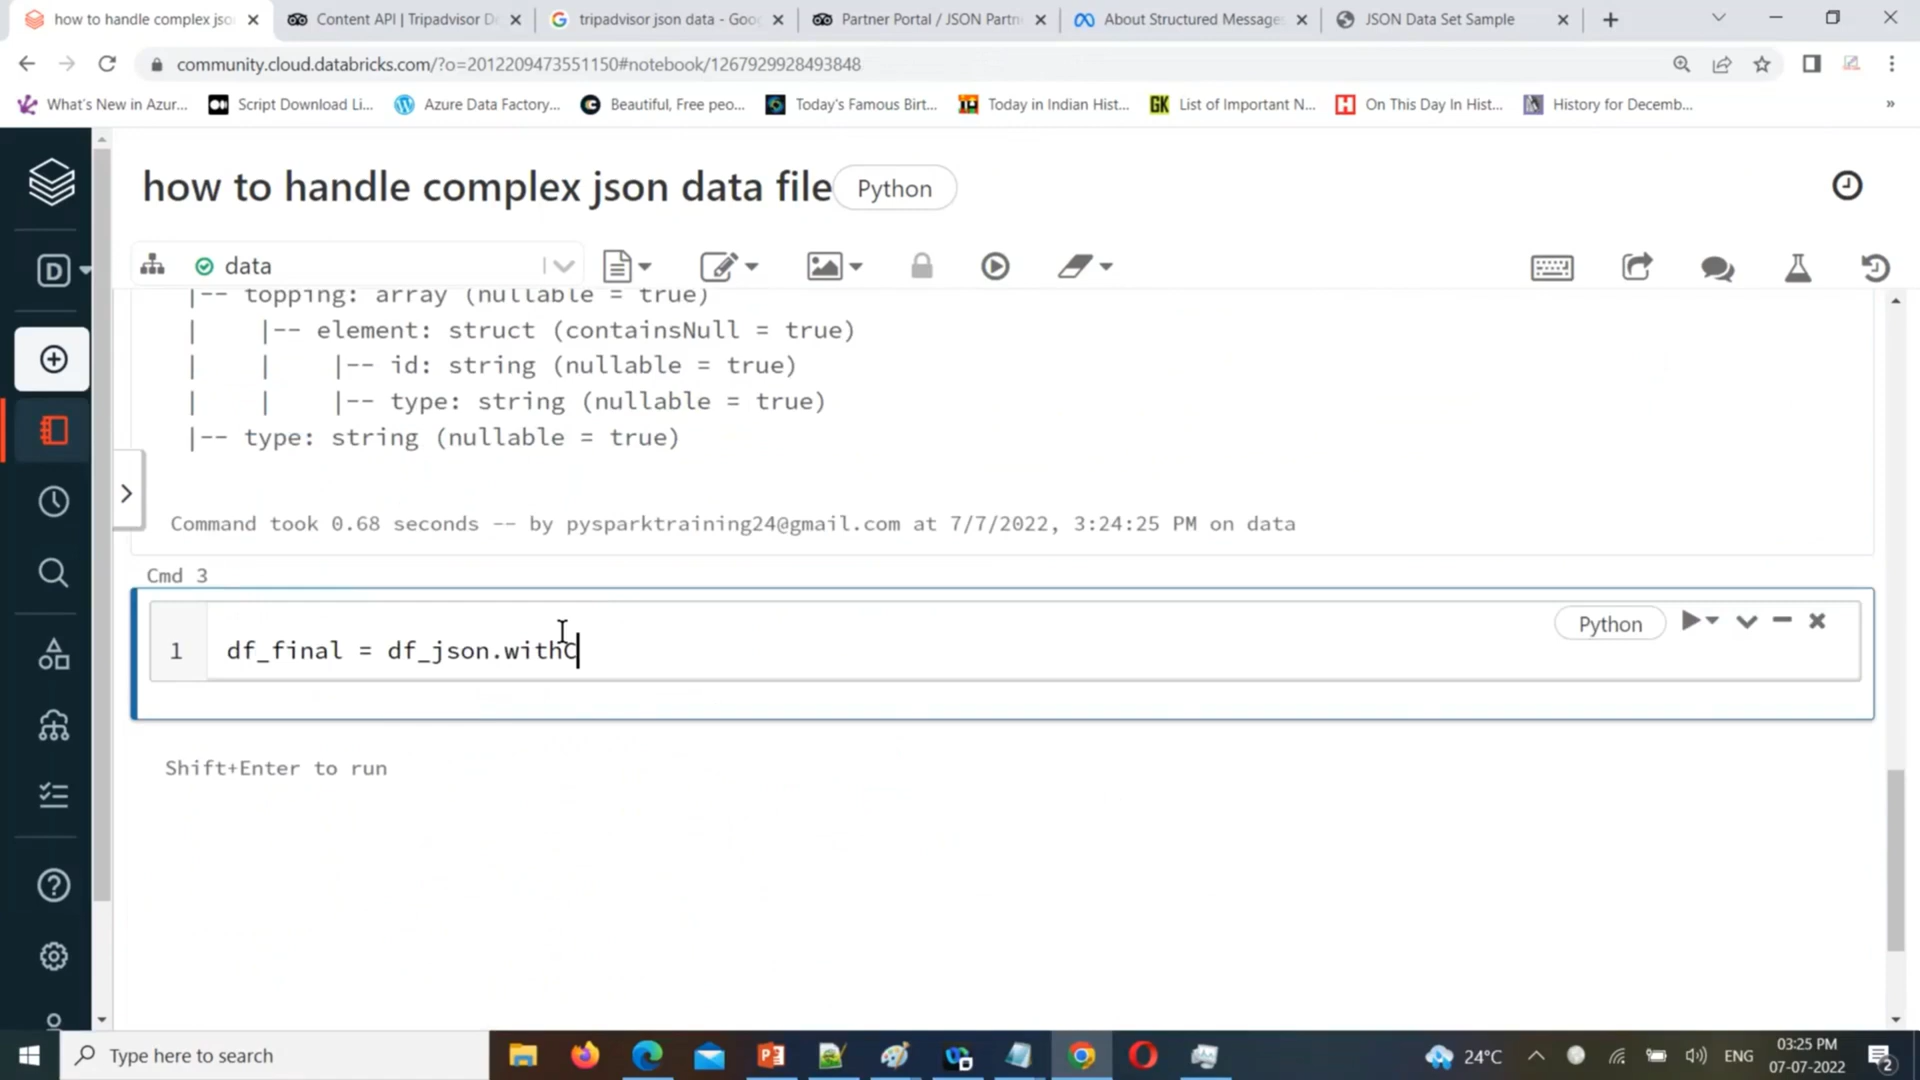 how to handle complex jso
Content API | Tripadvisor De
tripadvisor json data - Goog
Partner Portal / JSON Partn
About Structured Messages
JSON Data Set Sample
community.cloud.databricks.com/?o=2012209473551150#notebook/1267929928493848
What's New in Azur...
Script Download Li...
Azure Data Factory...
Beautiful, Free peo...
Today's Famous Birt...
Today in Indian Hist...
GK List of Important N...
On This Day In Hist...
History for Decemb...
»
how to handle complex json data file
Python
D
data
|-- topping: array (nullable = true)
|    |-- element: struct (containsNull = true)
|    |    |-- id: string (nullable = true)
|    |    |-- type: string (nullable = true)
|-- type: string (nullable = true)
Command took 0.68 seconds -- by pysparktraining24@gmail.com at 7/7/2022, 3:24:25 PM on data
Cmd 3
Python
1 df_final = df_json.withC
Shift+Enter to run
Type here to search
24°C
ENG
03:25 PM
07-07-2022
2